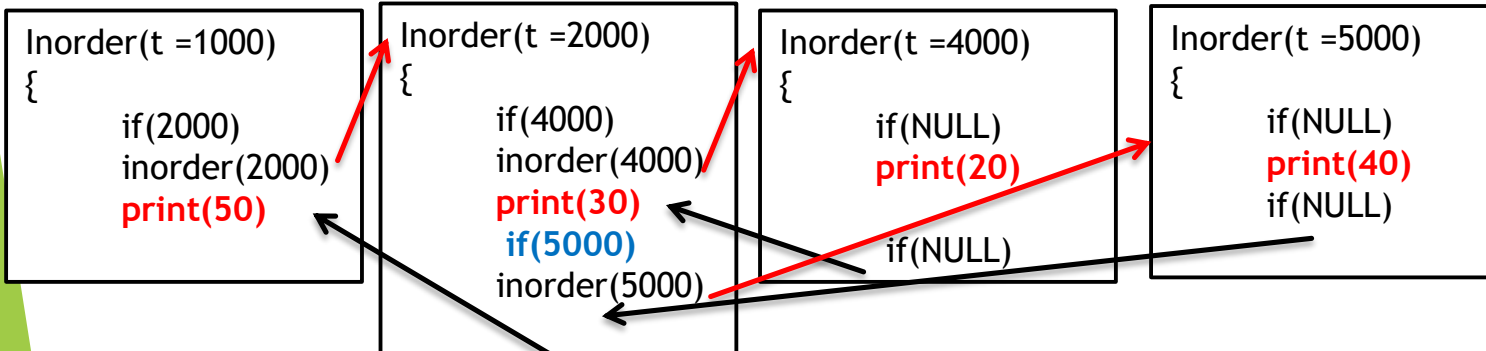 Inorder(t =1000)
{
if(2000)
inorder(2000)
print(50)
Inorder(t =2000)
{
if(4000)
inorder(4000)
print(30)
if(5000)
inorder(5000)
Inorder(t =4000)
{
if(NULL)
print(20)
if(NULL)
Inorder(t =5000)
{
if(NULL)
print(40)
if(NULL)